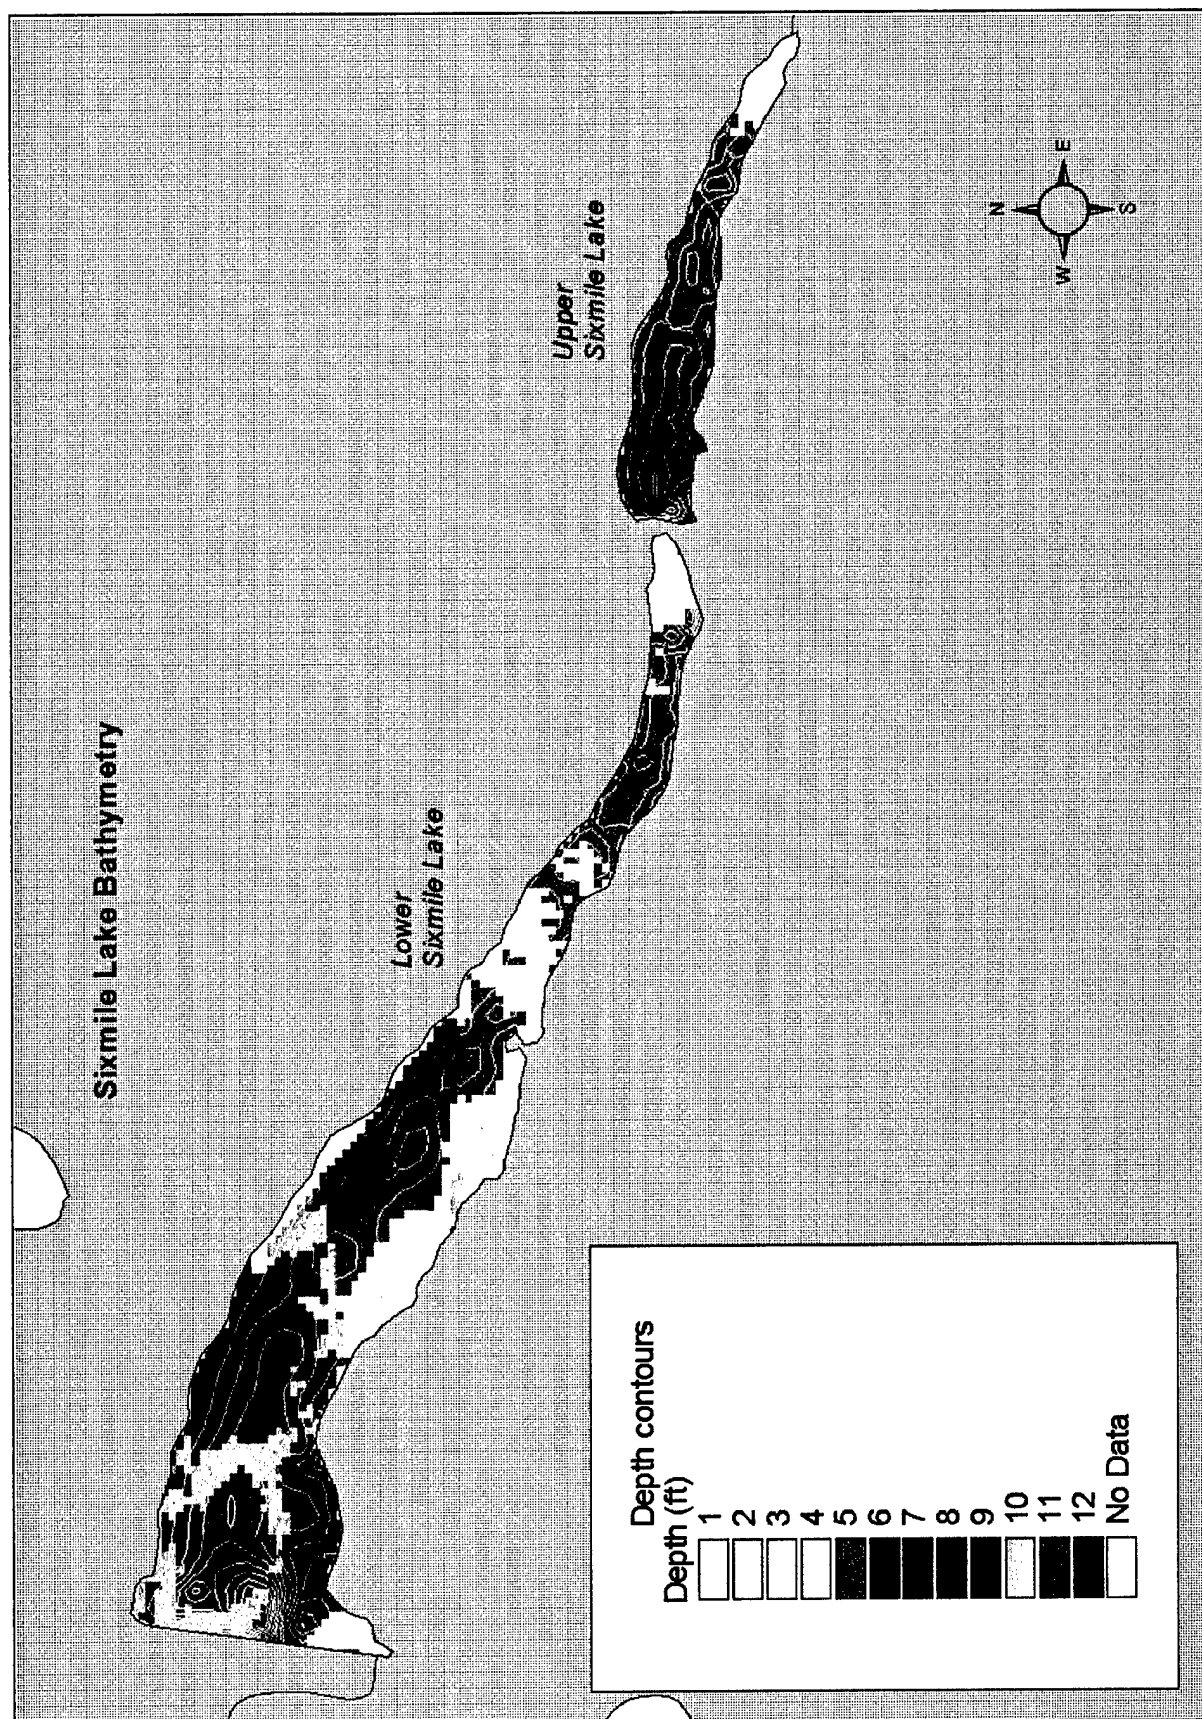 Sixmile Lake Bathymetry
Lower
Sixmile Lake
Upper
Sixmile Lake
N
W
E
S
Depth contours
Depth (ft)
1
2
3
4
5
6
7
8
9
10
11
12
No Data